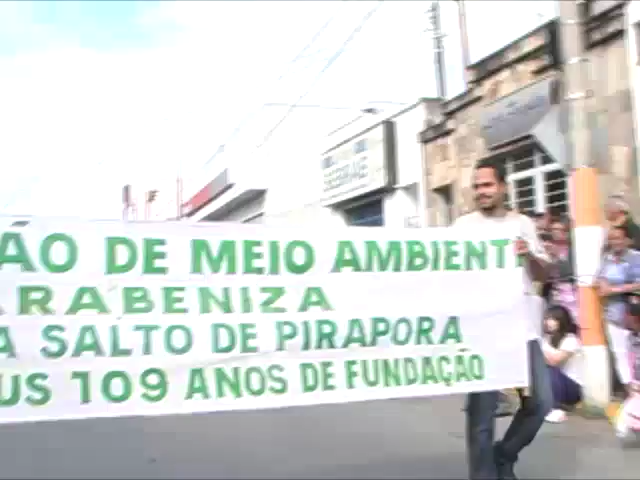 ÃO DE MEIO AMBIENT
ARABENIZA
A SALTO DE PIRAPORA
US 109 ANOS DE FUNDAÇÃO